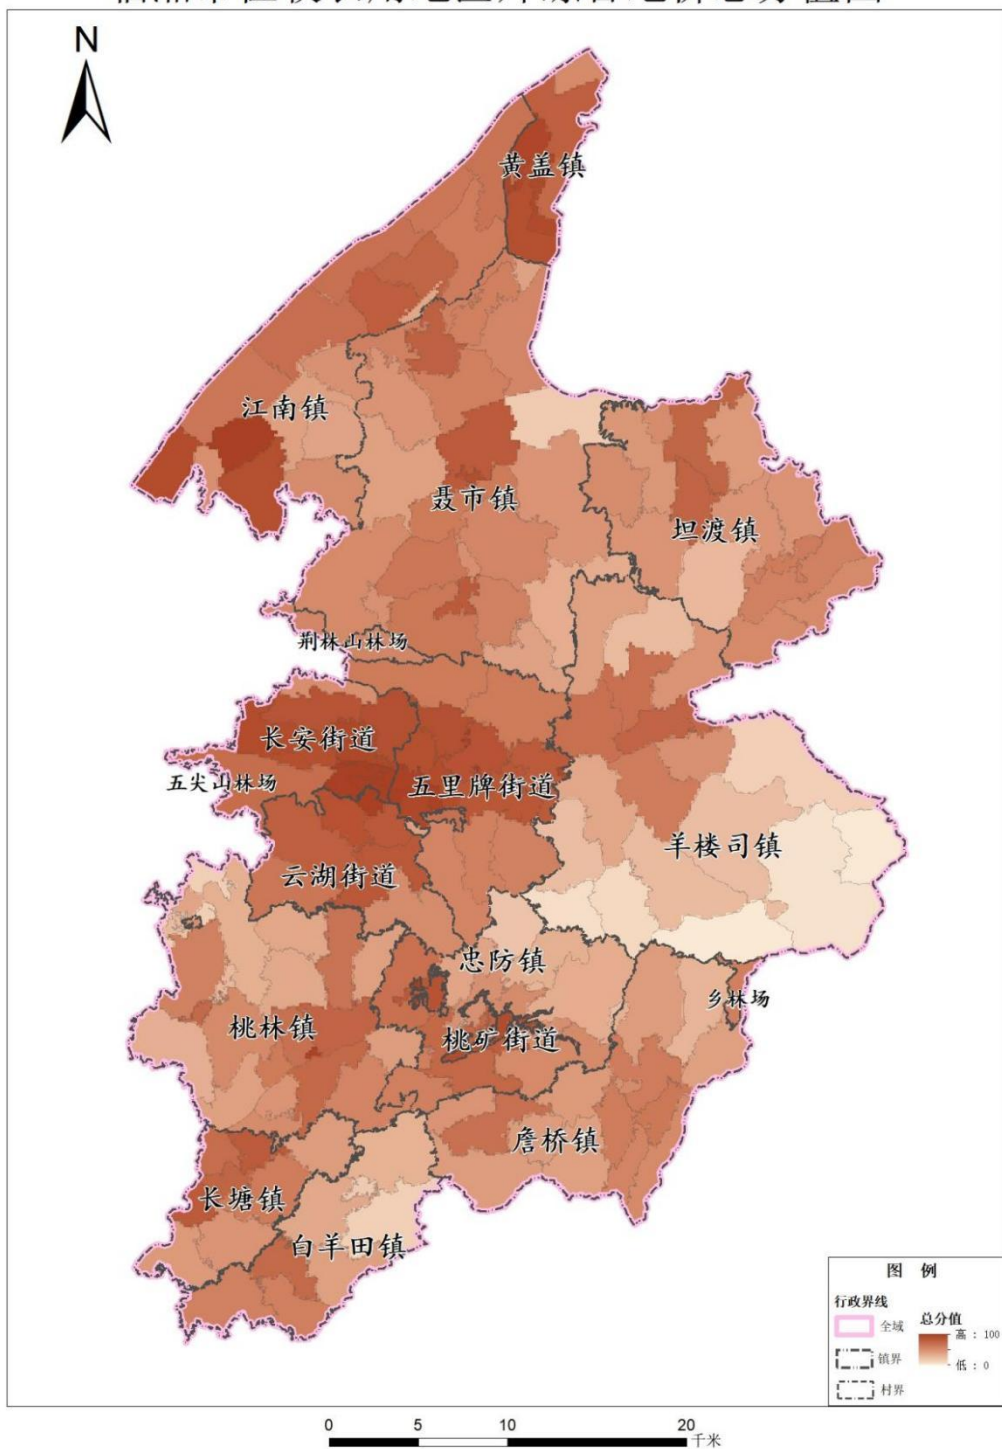 N
黄盖镇
江南镇
聂市镇
坦渡镇
荆林山林场
长安街道
五尖山林场
五里牌街道
羊楼司镇
云湖街道
忠防镇
乡林场
桃林镇
桃矿街道
詹桥镇
长塘镇
白羊田镇
图 例
行政界线
全域
镇界
村界
总分值
高 : 100
低 : 0
0 5 10 20
千米